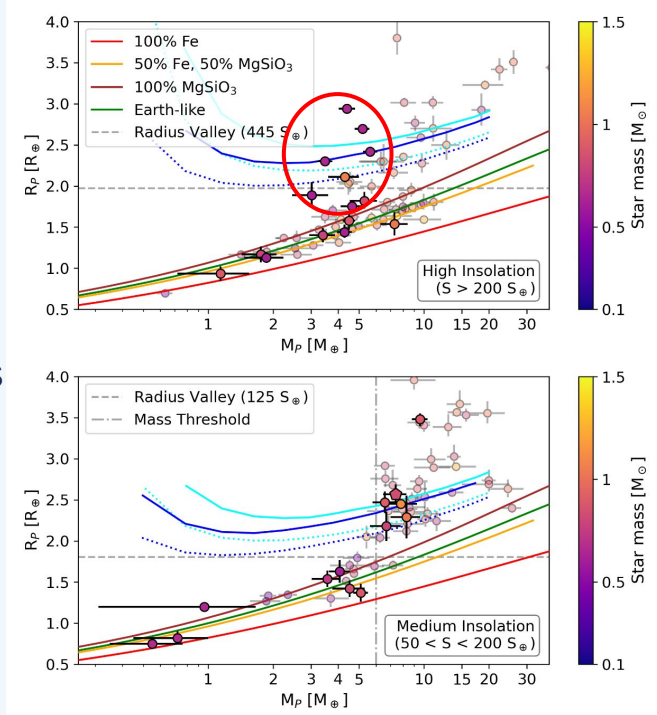 4.0
3.5
3.0
2.5
2.0
1.5
1.0
0.5
R_P [R_⊕]
100% Fe
50% Fe, 50% MgSiO₃
100% MgSiO₃
Earth-like
Radius Valley (445 S_⊕)
High Insolation
(S > 200 S_⊕)
1 2 3 4 5 10 15 20 30
M_P [M_⊕]
1.5
1
0.5
0.1
Star mass [M_⊙]
s
4.0
3.5
3.0
2.5
2.0
1.5
1.0
0.5
R_P [R_⊕]
Radius Valley (125 S_⊕)
Mass Threshold
Medium Insolation
(50 < S < 200 S_⊕)
1 2 3 4 5 10 15 20 30
M_P [M_⊕]
1.5
1
0.5
0.1
Star mass [M_⊙]